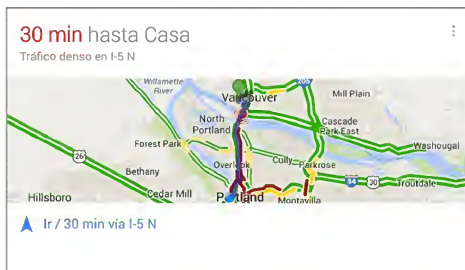 30 min hasta Casa
Tráfico denso en I-5 N
Willamette
River
Vancouver
205
Mill Plain
North
Portland
Cascade
Park East
Forest Park
Washougal
26
Bethany
Overlook
Cully
Parkrose
Hillsboro
Cedar Mill
Portland
Montavilla
84
30
Troutdale
Ir / 30 min vía I-5 N